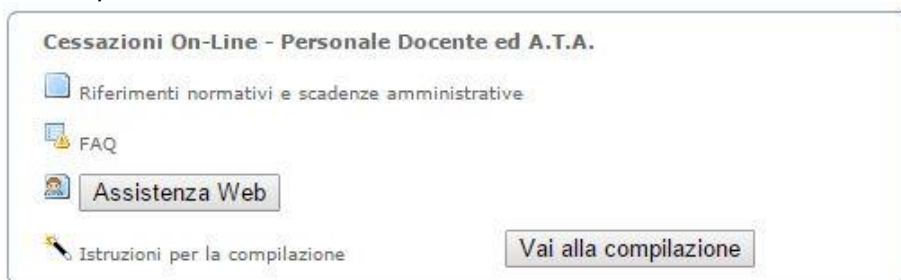 Cessazioni On-Line - Personale Docente ed A.T.A.
Riferimenti normativi e scadenze amministrative
FAQ
Assistenza Web
Istruzioni per la compilazione
Vai alla compilazione